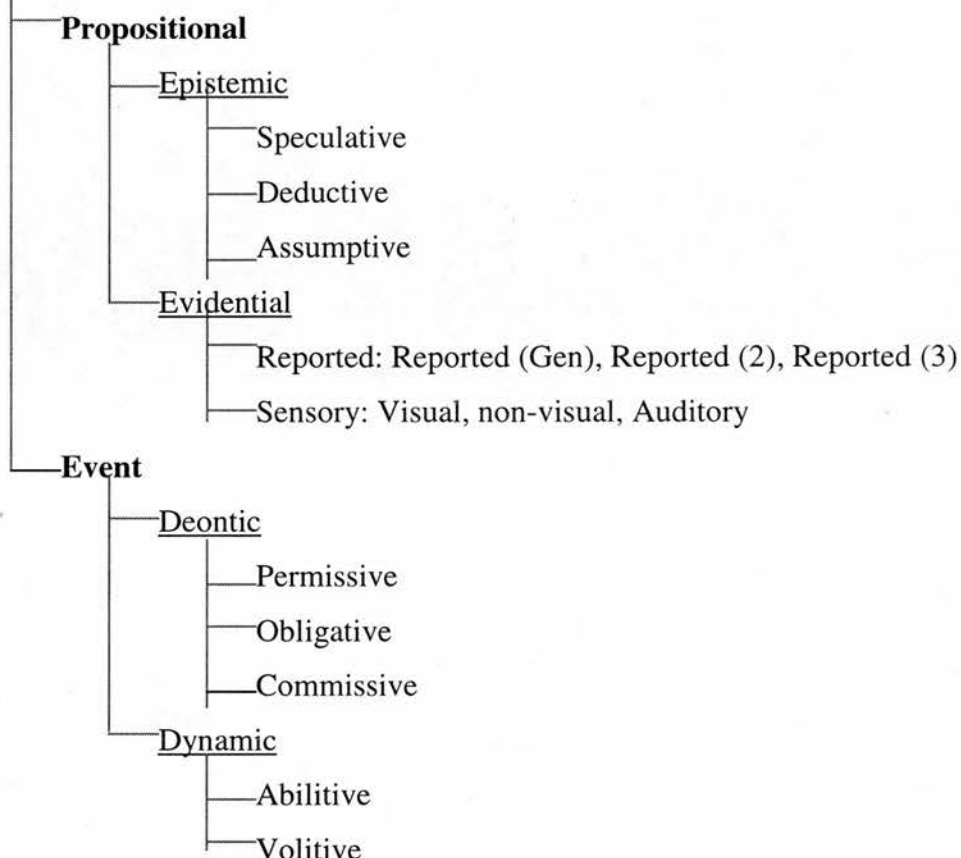 Propositional
Epistemic
Speculative
Deductive
Assumptive
Evidential
Reported: Reported (Gen), Reported (2), Reported (3)
Sensory: Visual, non-visual, Auditory
Event
Deontic
Permissive
Obligative
Commissive
Dynamic
Abilitive
Volitive